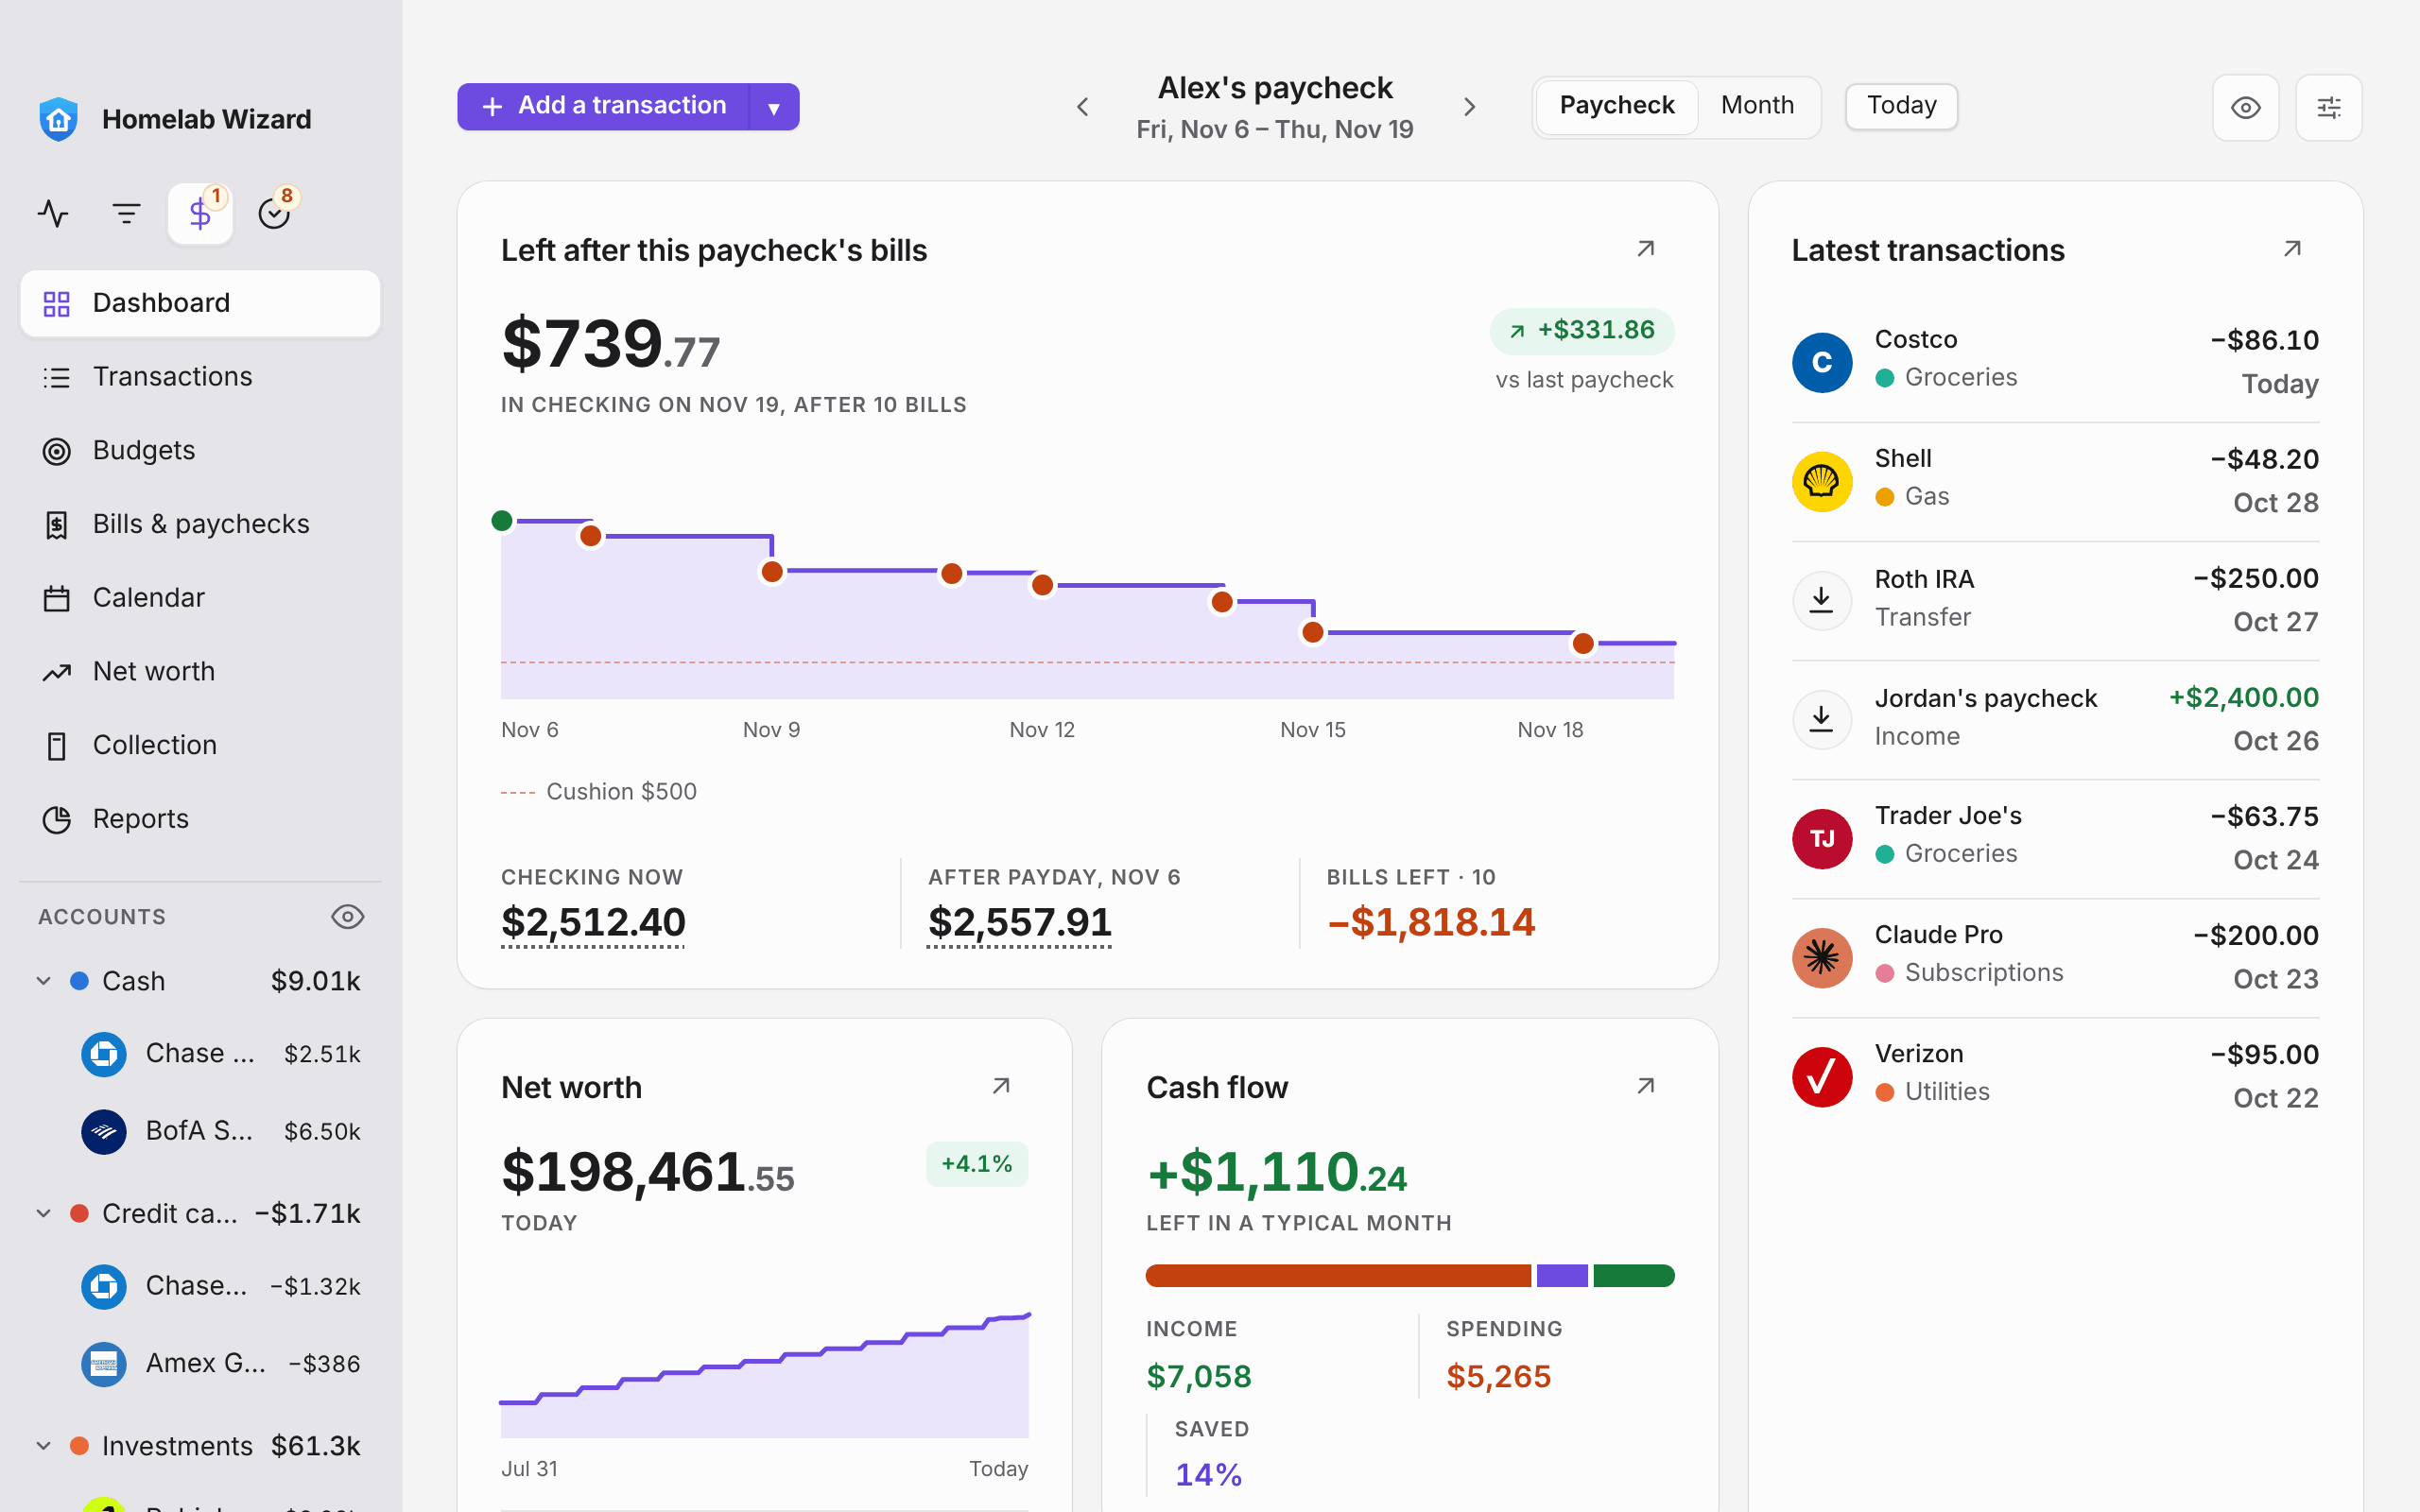 Homelab Wizard
1
8
Dashboard
Transactions
Budgets
Bills & paychecks
Calendar
Net worth
Collection
Reports
ACCOUNTS
Cash $9.01k
Chase ... $2.51k
BofA S... $6.50k
Credit ca... −$1.71k
Chase... −$1.32k
Amex G... −$386
Investments $61.3k
+ Add a transaction
Alex's paycheck
Fri, Nov 6 – Thu, Nov 19
Paycheck Month Today
Left after this paycheck's bills
$739.77
IN CHECKING ON NOV 19, AFTER 10 BILLS
+$331.86
vs last paycheck
Nov 6 Nov 9 Nov 12 Nov 15 Nov 18
Cushion $500
CHECKING NOW
$2,512.40
AFTER PAYDAY, NOV 6
$2,557.91
BILLS LEFT · 10
−$1,818.14
Net worth
$198,461.55
+4.1%
TODAY
Jul 31 Today
Cash flow
+$1,110.24
LEFT IN A TYPICAL MONTH
INCOME
$7,058
SPENDING
$5,265
SAVED
14%
Latest transactions
C
Costco −$86.10
Groceries Today
Shell −$48.20
Gas Oct 28
Roth IRA −$250.00
Transfer Oct 27
Jordan's paycheck +$2,400.00
Income Oct 26
TJ
Trader Joe's −$63.75
Groceries Oct 24
Claude Pro −$200.00
Subscriptions Oct 23
Verizon −$95.00
Utilities Oct 22